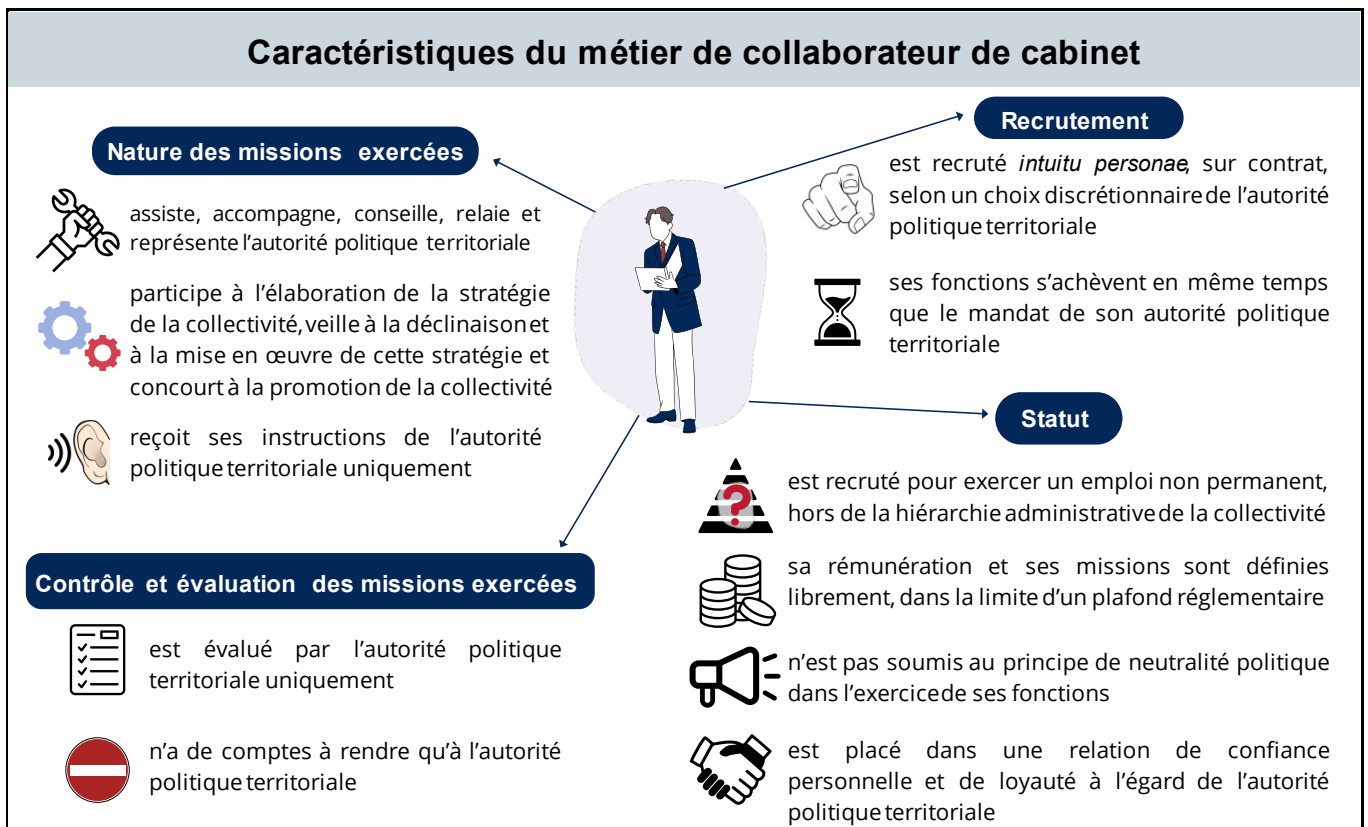 Caractéristiques du métier de collaborateur de cabinet
Nature des missions exercées
assiste, accompagne, conseille, relaie et
représente l'autorité politique territoriale
participe à l'élaboration de la stratégie
de la collectivité, veille à la déclinaison et
à la mise en œuvre de cette stratégie et
concourt à la promotion de la collectivité
reçoit ses instructions de l'autorité
politique territoriale uniquement
Contrôle et évaluation des missions exercées
est évalué par l'autorité politique
territoriale uniquement
n'a de comptes à rendre qu'à l'autorité
politique territoriale
Recrutement
est recruté intuitu personae, sur contrat,
selon un choix discrétionnaire de l'autorité
politique territoriale
ses fonctions s'achèvent en même temps
que le mandat de son autorité politique
territoriale
Statut
?
est recruté pour exercer un emploi non permanent,
hors de la hiérarchie administrative de la collectivité
sa rémunération et ses missions sont définies
librement, dans la limite d'un plafond réglementaire
n'est pas soumis au principe de neutralité politique
dans l'exercice de ses fonctions
est placé dans une relation de confiance
personnelle et de loyauté à l'égard de l'autorité
politique territoriale